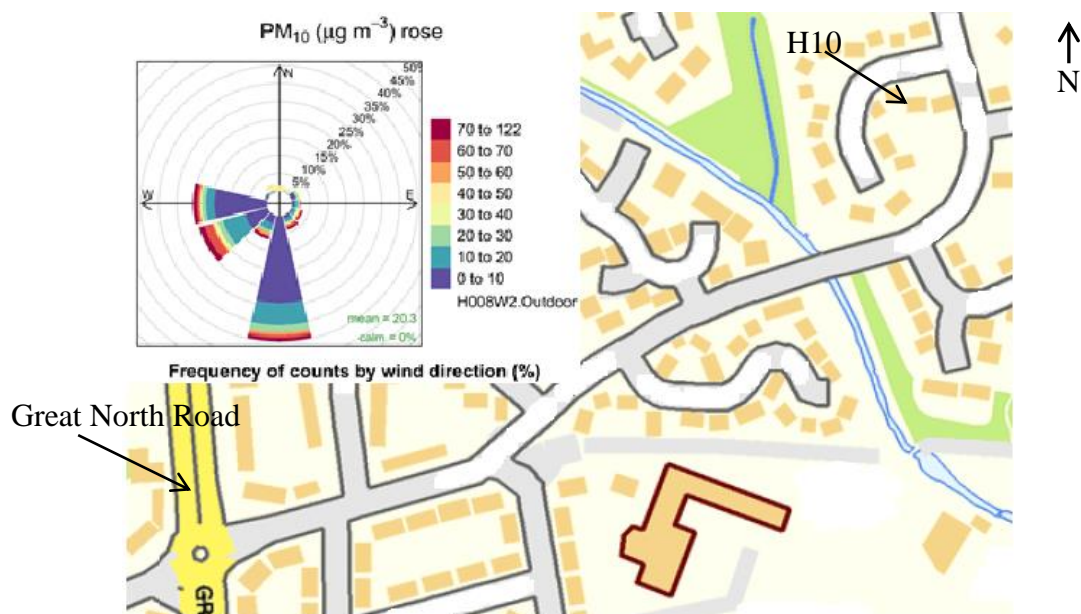 PM10 (μg m−3) rose
H10
N
N
50%
45%
40%
35%
30%
25%
20%
15%
10%
5%
W
E
70 to 122
60 to 70
50 to 60
40 to 50
30 to 40
20 to 30
10 to 20
0 to 10
H008W2.Outdoor
mean = 20.3
calm = 0%
Frequency of counts by wind direction (%)
Great North Road
GR